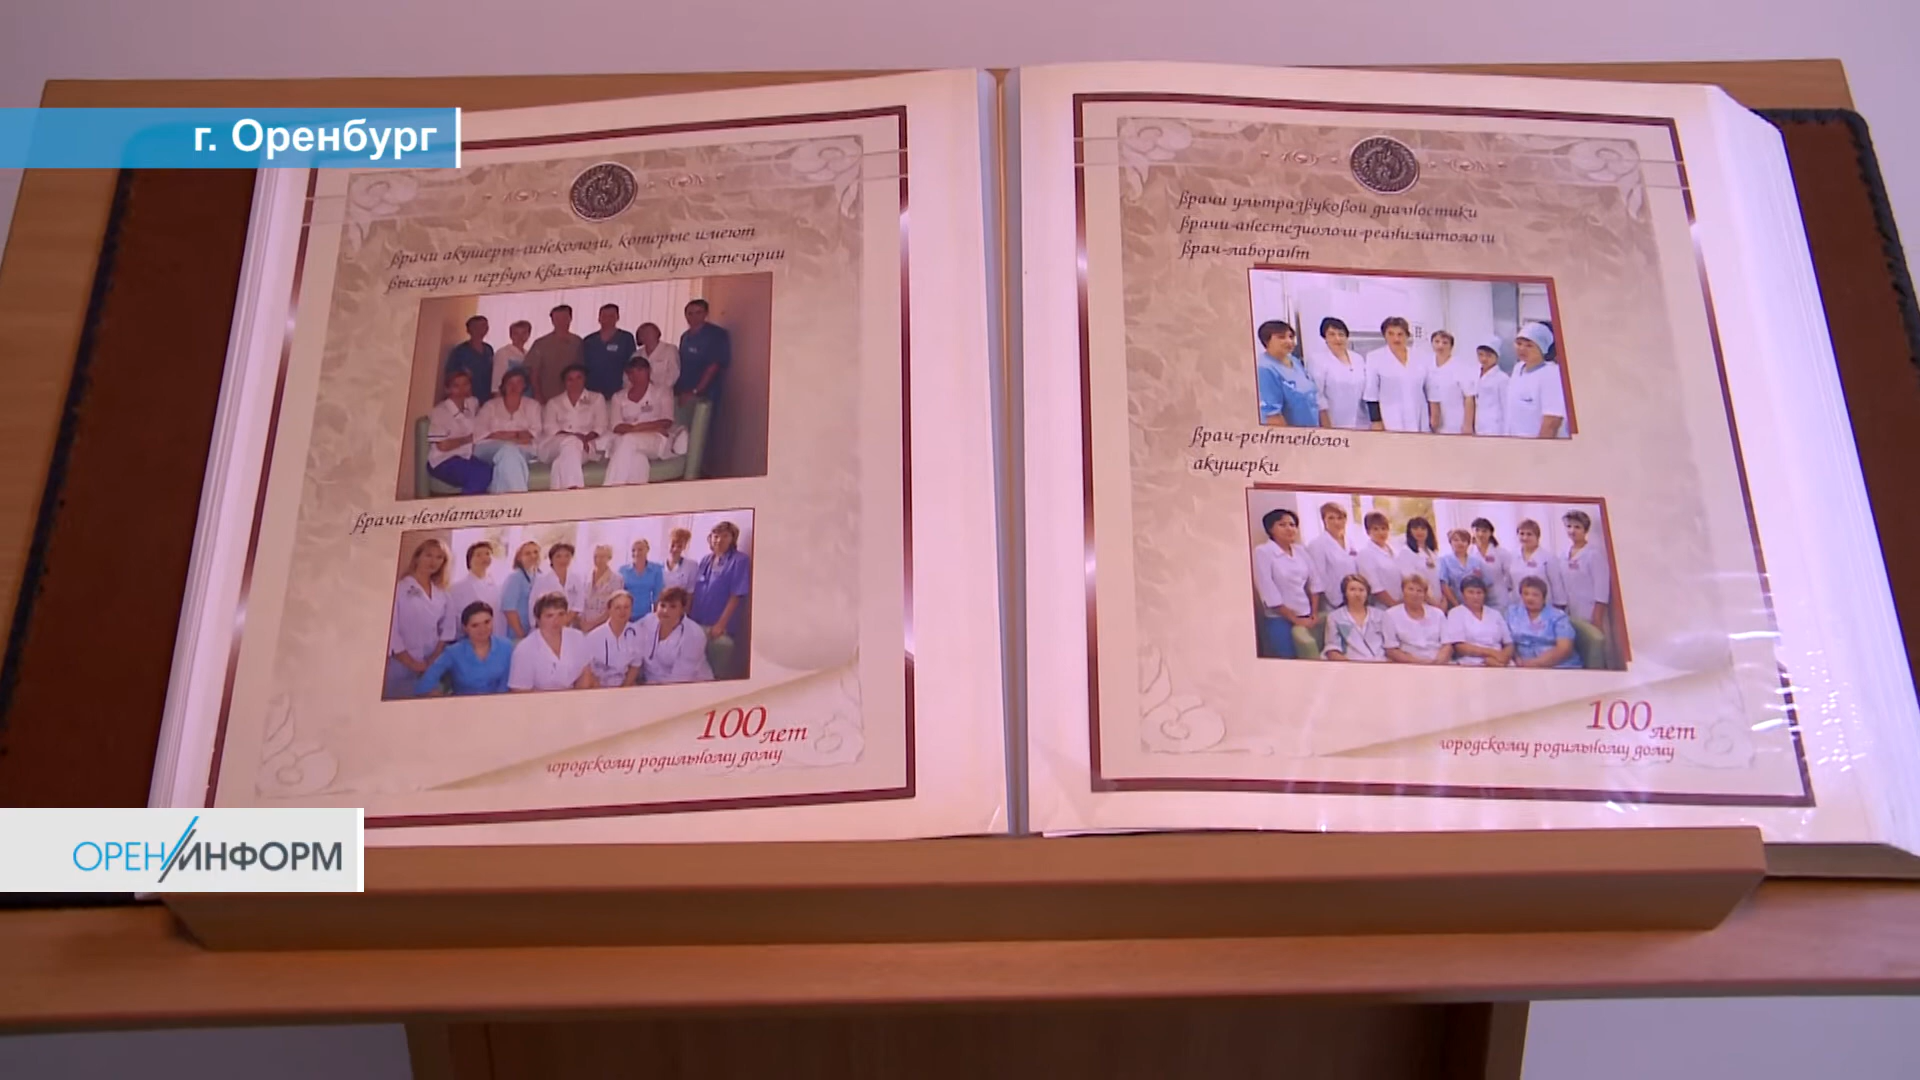 г. Оренбург
врачи акушеры-гинекологи, которые имеют
высшую и первую квалификационную категории
врачи-неонатологи
100 лет
городскому родильному дому
врачи ультразвуковой диагностики
врачи-анестезиологи-реаниматологи
врач-лаборант
врач-рентгенолог
акушерки
100 лет
городскому родильному дому
ОРЕНИНФОРМ